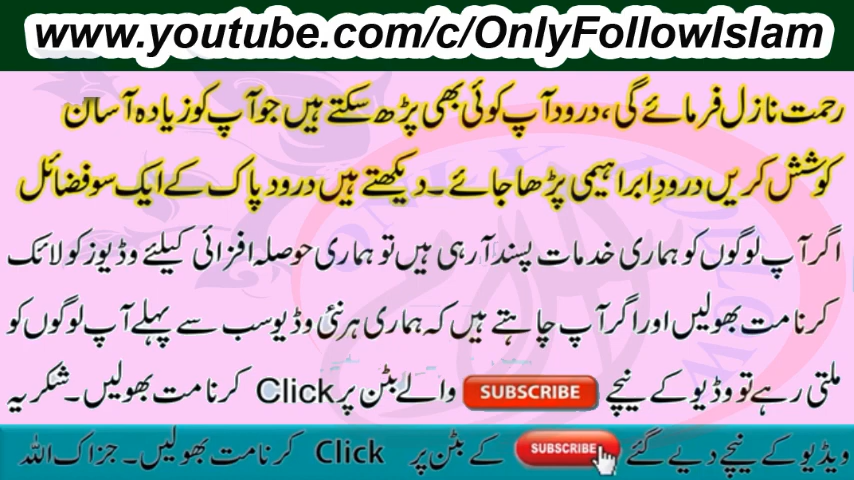 www.youtube.com/c/OnlyFollowIslam
رحمت نازل فرمائے گی، درود آپ کوئی بھی پڑھ سکتے ہیں جو آپ کو زیادہ آسان
کوشش کریں درودِ ابراہیمی پڑھا جائے۔ دیکھتے ہیں درود پاک کے ایک سو فضائل
اگر آپ لوگوں کو ہماری خدمات پسند آ رہی ہیں تو ہماری حوصلہ افزائی کیلئے وڈیوز کو لائک
کرنا مت بھولیں اور اگر آپ چاہتے ہیں کہ ہماری ہر نئی وڈیو سب سے پہلے آپ لوگوں کو
ملتی رہے تو وڈیو کے نیچے SUBSCRIBE والے بٹن پر Click کرنا مت بھولیں۔ شکریہ
ویڈیو کے نیچے دیے گئے SUBSCRIBE کے بٹن پر Click کرنا مت بھولیں۔ جزاک اللہ